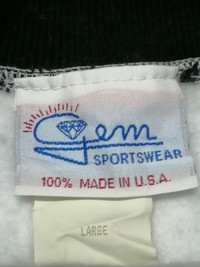 Gem
SPORTSWEAR
100% MADE IN U.S.A.
LARGE